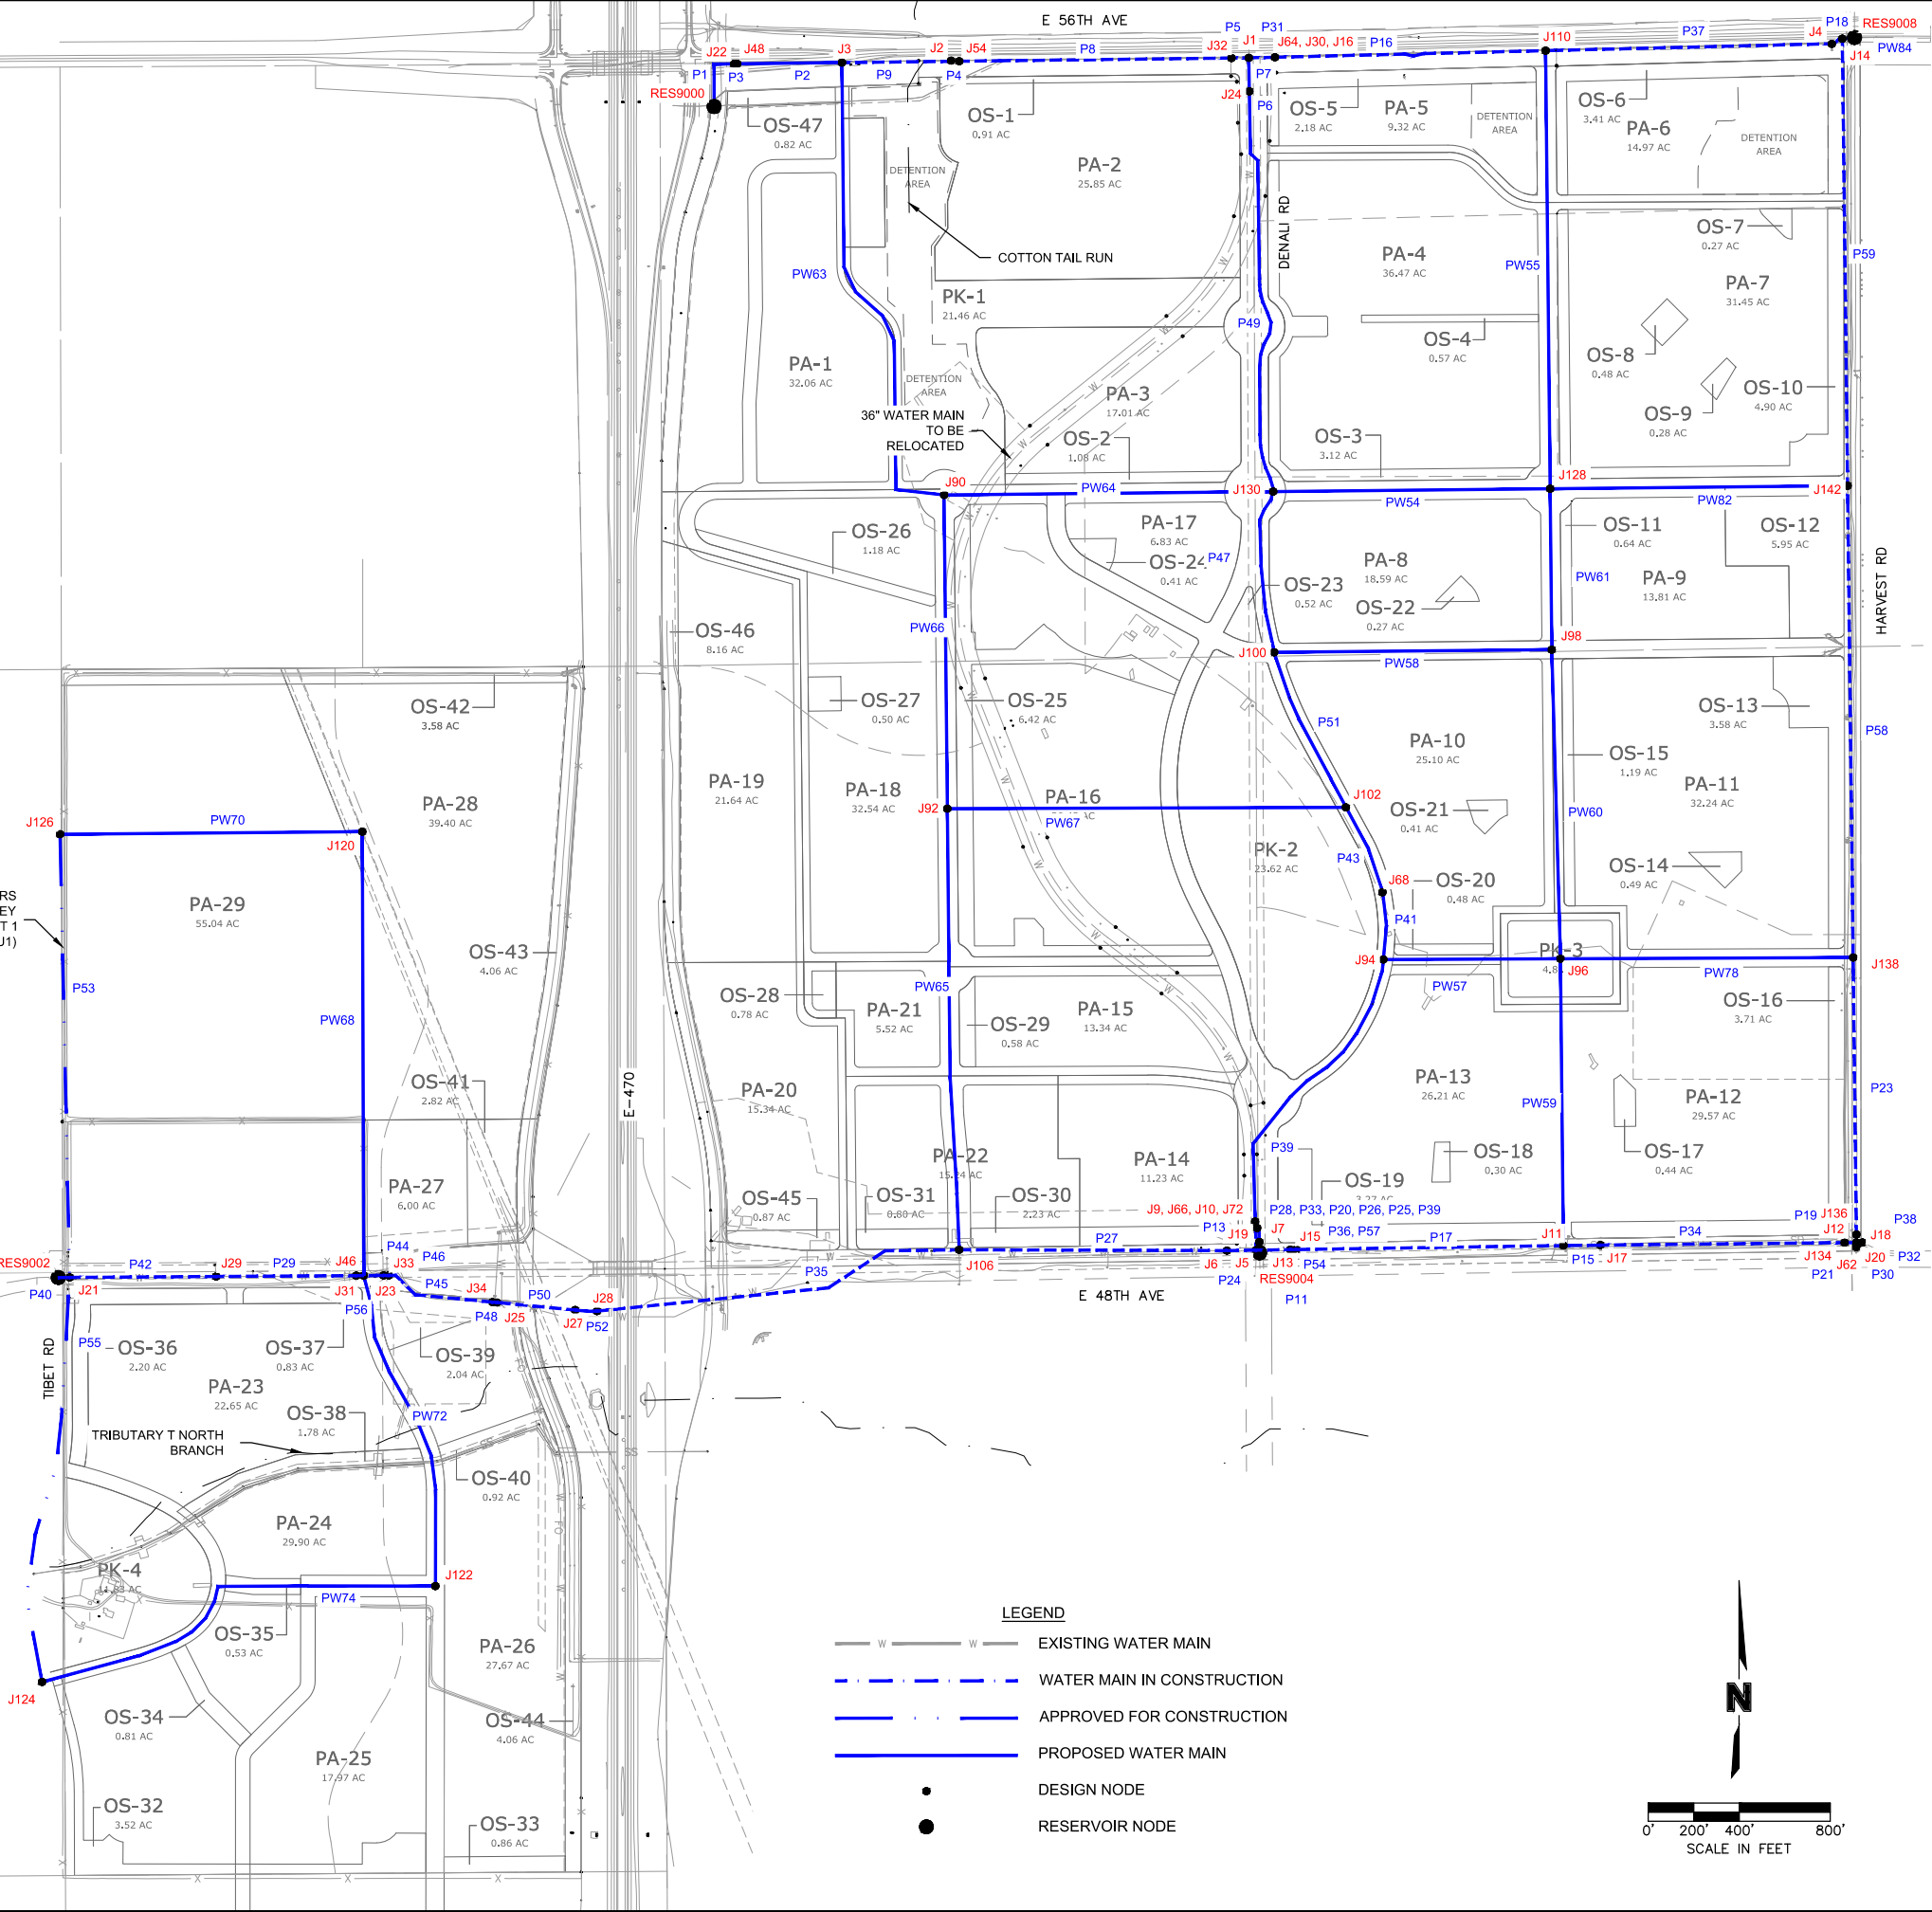 E 56TH AVE
P5
J1
P31
J64, J30, J16
P16
J110
P37
P18
J4
RES9008
PW84
J14
J22
J48
J3
J2
J54
P8
J32
P1
P3
P2
P9
P4
P7
RES9000
J24
P6
OS-47
0.82 AC
OS-1
0.91 AC
OS-5
2.18 AC
PA-5
9.32 AC
DETENTION
AREA
OS-6
3.41 AC
PA-6
14.97 AC
DETENTION
AREA
DETENTION
AREA
PA-2
25.85 AC
DENALI RD
COTTON TAIL RUN
PW63
PK-1
21.46 AC
PA-4
36.47 AC
PW55
OS-7
0.27 AC
PA-7
31.45 AC
P59
P49
OS-4
0.57 AC
OS-8
0.48 AC
PA-1
32.06 AC
DETENTION
AREA
PA-3
17.01 AC
OS-9
0.28 AC
OS-10
4.90 AC
36" WATER MAIN
TO BE
RELOCATED
OS-2
1.08 AC
OS-3
3.12 AC
J90
PW64
J130
PW54
J128
PW82
J142
OS-26
1.18 AC
PA-17
6.83 AC
OS-24
0.41 AC
P47
PA-8
18.59 AC
OS-23
0.52 AC
OS-22
0.27 AC
OS-11
0.64 AC
PW61
PA-9
13.81 AC
OS-12
5.95 AC
HARVEST RD
OS-46
8.16 AC
PW66
J100
PW58
J98
OS-42
3.58 AC
OS-27
0.50 AC
OS-25
6.42 AC
P51
PA-10
25.10 AC
OS-13
3.58 AC
P58
OS-15
1.19 AC
PA-28
39.40 AC
PA-19
21.64 AC
PA-18
32.54 AC
J92
PA-16
PW67
J102
OS-21
0.41 AC
PW60
PA-11
32.24 AC
J126
PW70
J120
PK-2
23.62 AC
P43
J68
OS-20
0.48 AC
OS-14
0.49 AC
PA-29
55.04 AC
P41
OS-43
4.06 AC
J94
PW57
PK-3
J96
PW78
J138
P53
PW68
OS-28
0.78 AC
PA-21
5.52 AC
PW65
OS-29
0.58 AC
PA-15
13.34 AC
OS-16
3.71 AC
OS-41
2.82 AC
E-470
PA-20
15.34 AC
PA-13
26.21 AC
PW59
PA-12
29.57 AC
P23
PA-27
6.00 AC
PA-22
PA-14
11.23 AC
P39
OS-18
0.30 AC
OS-17
0.44 AC
OS-45
0.87 AC
OS-31
0.80 AC
OS-30
2.23 AC
OS-19
J9, J66, J10, J72
P28, P33, P20, P26, P25, P39
P13
J19
J7
J15
P36, P57
P17
J11
P34
P19
J136
J12
P38
J18
RES9002
P42
J29
P29
J46
P44
J33
P46
P27
P35
J106
J6
J5
J13
P54
P24
RES9004
P15
J17
J134
P21
J62
J20
P32
P30
P40
J21
J31
J23
P45
J34
P50
J28
P56
P48
J25
J27
P52
E 48TH AVE
P11
TIBET RD
P55
OS-36
2.20 AC
OS-37
0.83 AC
OS-39
2.04 AC
PA-23
22.65 AC
OS-38
1.78 AC
PW72
TRIBUTARY T NORTH
BRANCH
OS-40
0.92 AC
PA-24
29.90 AC
PK-4
J122
PW74
OS-35
0.53 AC
PA-26
27.67 AC
J124
OS-34
0.81 AC
OS-44
4.06 AC
PA-25
17.97 AC
OS-32
3.52 AC
OS-33
0.86 AC
LEGEND
EXISTING WATER MAIN
WATER MAIN IN CONSTRUCTION
APPROVED FOR CONSTRUCTION
PROPOSED WATER MAIN
DESIGN NODE
RESERVOIR NODE
N
0' 200' 400' 800'
SCALE IN FEET